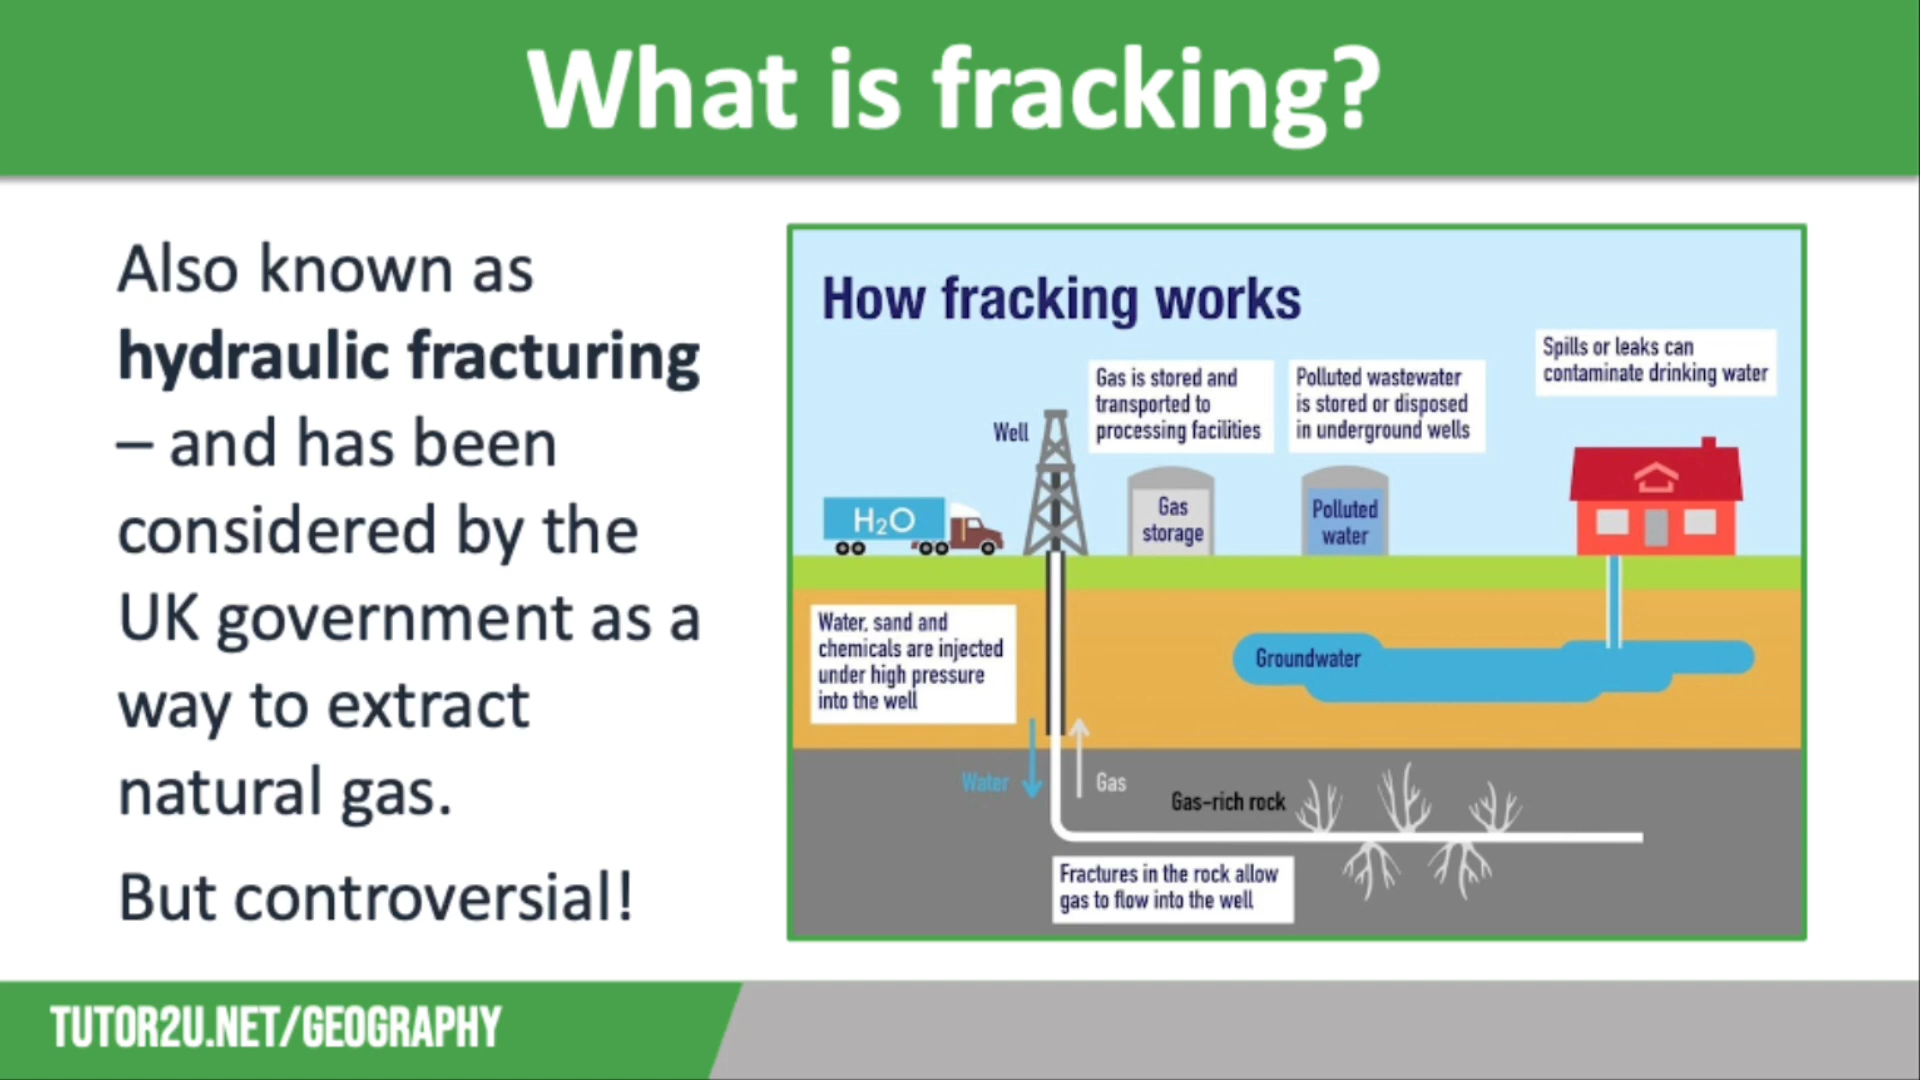 What is fracking?
Also known as
hydraulic fracturing
– and has been
considered by the
UK government as a
way to extract
natural gas.
But controversial!
How fracking works
Spills or leaks can
contaminate drinking water
Gas is stored and
transported to
processing facilities
Polluted wastewater
is stored or disposed
in underground wells
Well
H₂O
Gas
storage
Polluted
water
Water, sand and
chemicals are injected
under high pressure
into the well
Groundwater
Water
Gas
Gas-rich rock
Fractures in the rock allow
gas to flow into the well
TUTOR2U.NET/GEOGRAPHY